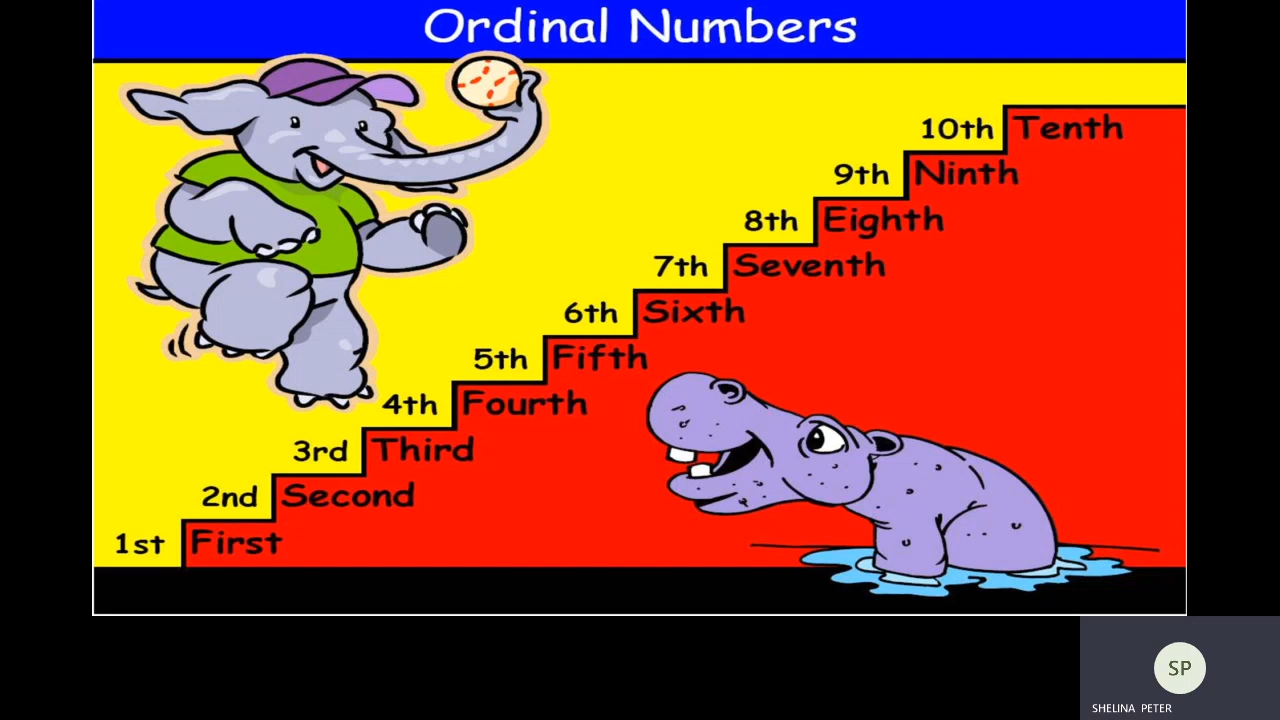 Ordinal Numbers
10th Tenth
9th Ninth
8th Eighth
7th Seventh
6th Sixth
5th Fifth
4th Fourth
3rd Third
2nd Second
1st First
SP
SHELINA PETER